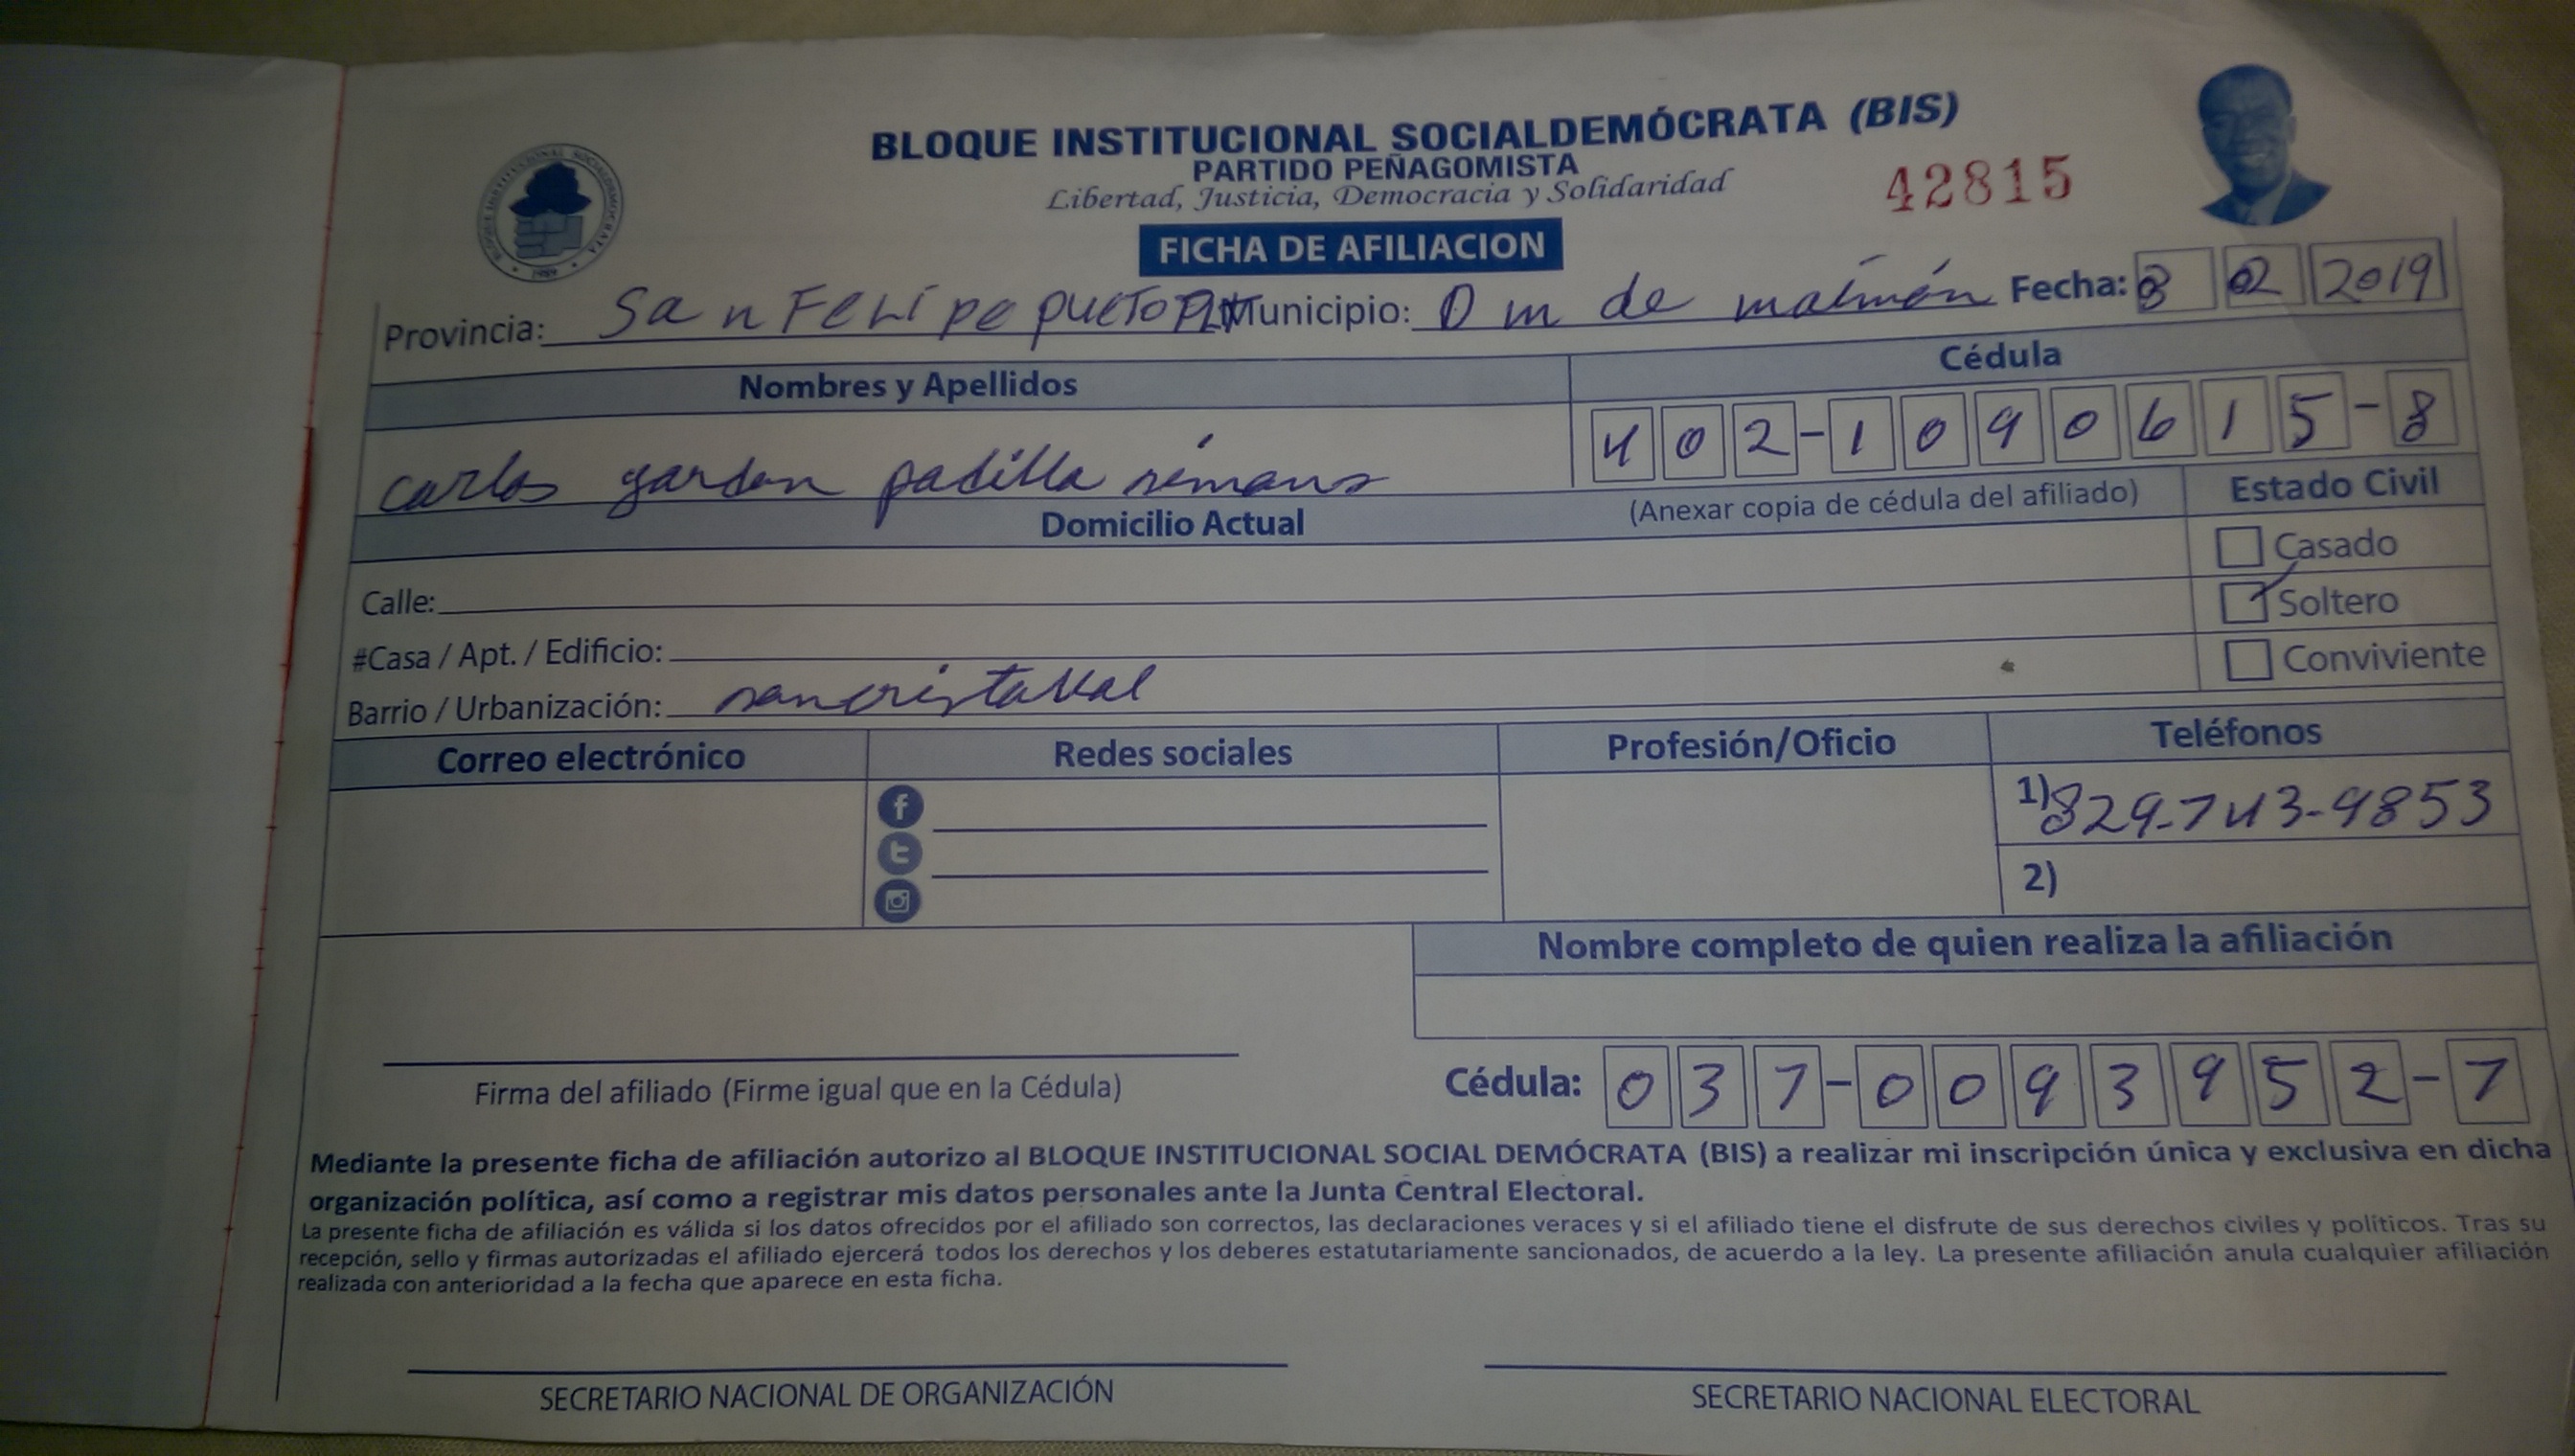 BLOQUE INSTITUCIONAL SOCIALDEMÓCRATA (BIS)
PARTIDO PEÑAGOMISTA
Libertad, Justicia, Democracia y Solidaridad
42815
BLOQUE INSTITUCIONAL SOCIALDEMOCRATA
1989
FICHA DE AFILIACION
Provincia: San Felipe pueto Municipio: D m de maimón Fecha: 8 02 2019
Nombres y Apellidos Cédula
carlos gardan padilla 402-1090615-8
Domicilio Actual (Anexar copia de cédula del afiliado) Estado Civil
Casado
Calle: Soltero
#Casa / Apt. / Edificio: Conviviente
Barrio / Urbanización: sancristabal
Correo electrónico Redes sociales Profesión/Oficio Teléfonos
1) 829-743-9853
2)
Nombre completo de quien realiza la afiliación
Firma del afiliado (Firme igual que en la Cédula) Cédula: 037-0093952-7
Mediante la presente ficha de afiliación autorizo al BLOQUE INSTITUCIONAL SOCIAL DEMÓCRATA (BIS) a realizar mi inscripción única y exclusiva en dicha
organización política, así como a registrar mis datos personales ante la Junta Central Electoral.
La presente ficha de afiliación es válida si los datos ofrecidos por el afiliado son correctos, las declaraciones veraces y si el afiliado tiene el disfrute de sus derechos civiles y políticos. Tras su
recepción, sello y firmas autorizadas el afiliado ejercerá todos los derechos y los deberes estatutariamente sancionados, de acuerdo a la ley. La presente afiliación anula cualquier afiliación
realizada con anterioridad a la fecha que aparece en esta ficha.
SECRETARIO NACIONAL DE ORGANIZACIÓN SECRETARIO NACIONAL ELECTORAL